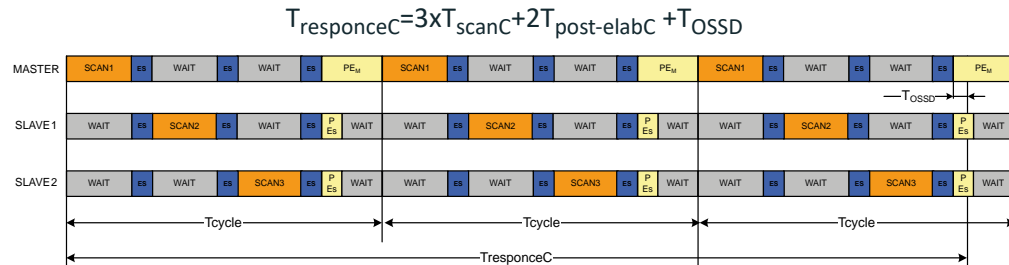 TresponceC=3xTscanC+2Tpost-elabC +TOSSD
MASTER SCAN1 ES WAIT ES WAIT ES PEM SCAN1 ES WAIT ES WAIT ES PEM SCAN1 ES WAIT ES WAIT ES PEM
TOSSD
SLAVE1 WAIT ES SCAN2 ES WAIT ES P Es WAIT WAIT ES SCAN2 ES WAIT ES P Es WAIT WAIT ES SCAN2 ES WAIT ES P Es WAIT
SLAVE2 WAIT ES WAIT ES SCAN3 ES P Es WAIT WAIT ES WAIT ES SCAN3 ES P Es WAIT WAIT ES WAIT ES SCAN3 ES P Es WAIT
Tcycle Tcycle Tcycle
TresponceC